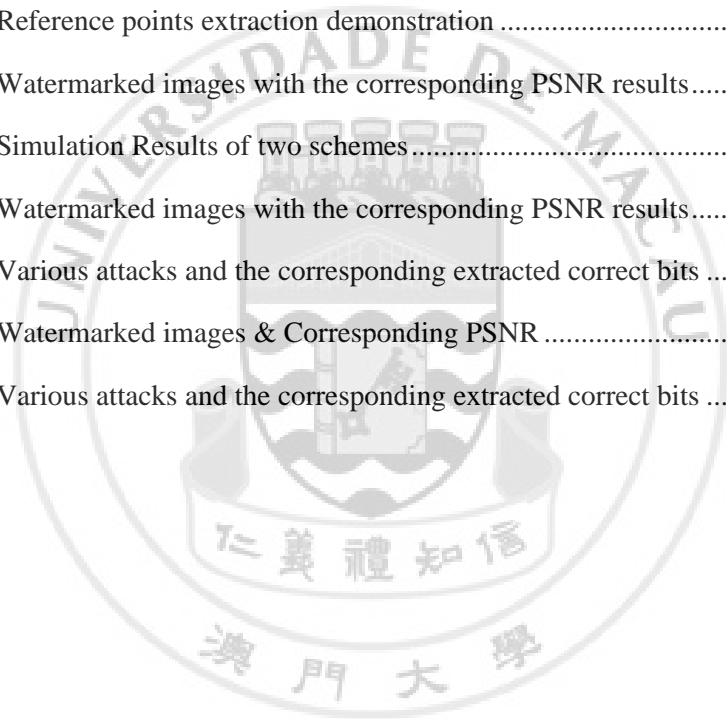 Reference points extraction demonstration ................................
Watermarked images with the corresponding PSNR results.....
Simulation Results of two schemes............................................
Watermarked images with the corresponding PSNR results.....
Various attacks and the corresponding extracted correct bits ...
Watermarked images & Corresponding PSNR .........................
Various attacks and the corresponding extracted correct bits ...
UNIVERSIDADE DE MACAU
仁義禮知信
澳門大學